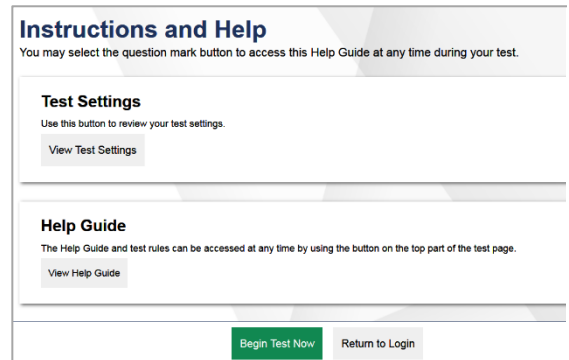 Instructions and Help
You may select the question mark button to access this Help Guide at any time during your test.
Test Settings
Use this button to review your test settings.
View Test Settings
Help Guide
The Help Guide and test rules can be accessed at any time by using the button on the top part of the test page.
View Help Guide
Begin Test Now
Return to Login